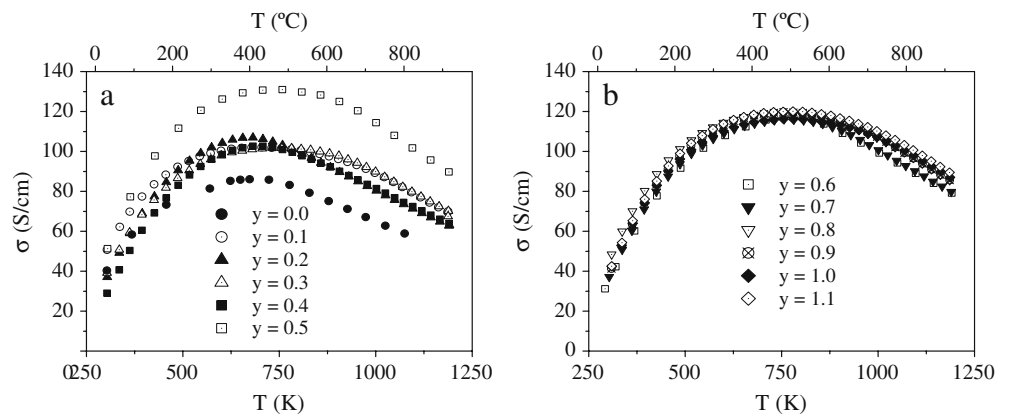 T (ºC)
0 200 400 600 800
140
120
100
80
60
40
20
0
σ (S/cm)
a
y = 0.0
y = 0.1
y = 0.2
y = 0.3
y = 0.4
y = 0.5
250 500 750 1000 1250
T (K)
T (ºC)
0 200 400 600 800
140
120
100
80
60
40
20
0
σ (S/cm)
b
y = 0.6
y = 0.7
y = 0.8
y = 0.9
y = 1.0
y = 1.1
250 500 750 1000 1250
T (K)